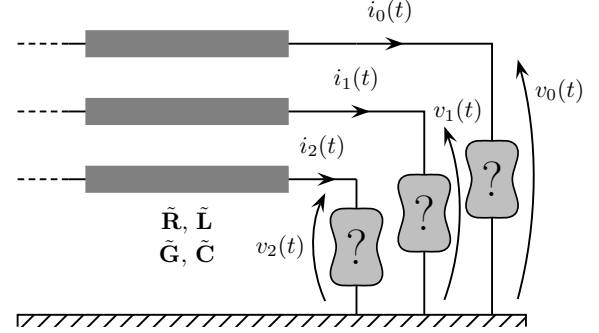 i₀(t)
i₁(t)
v₀(t)
v₁(t)
i₂(t)
?
?
R̃, L̃
G̃, C̃
v₂(t)
?